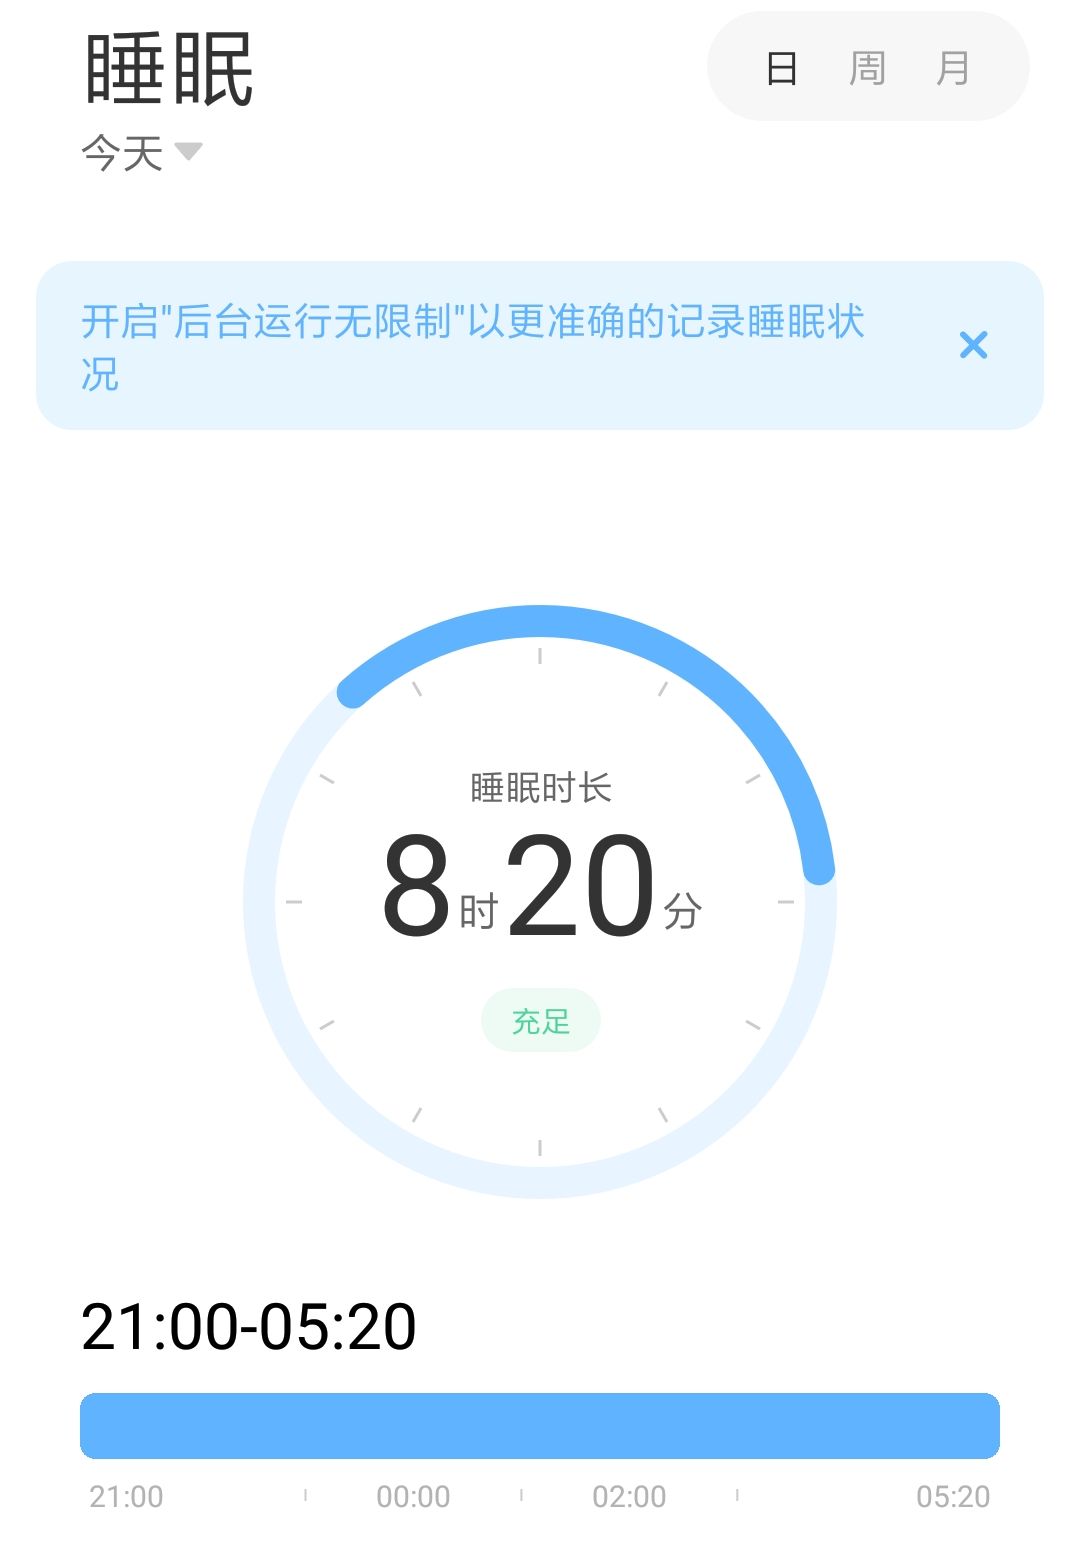 睡眠
日 周 月
今天
开启"后台运行无限制"以更准确的记录睡眠状
况
睡眠时长
8时20分
充足
21:00-05:20
21:00 00:00 02:00 05:20